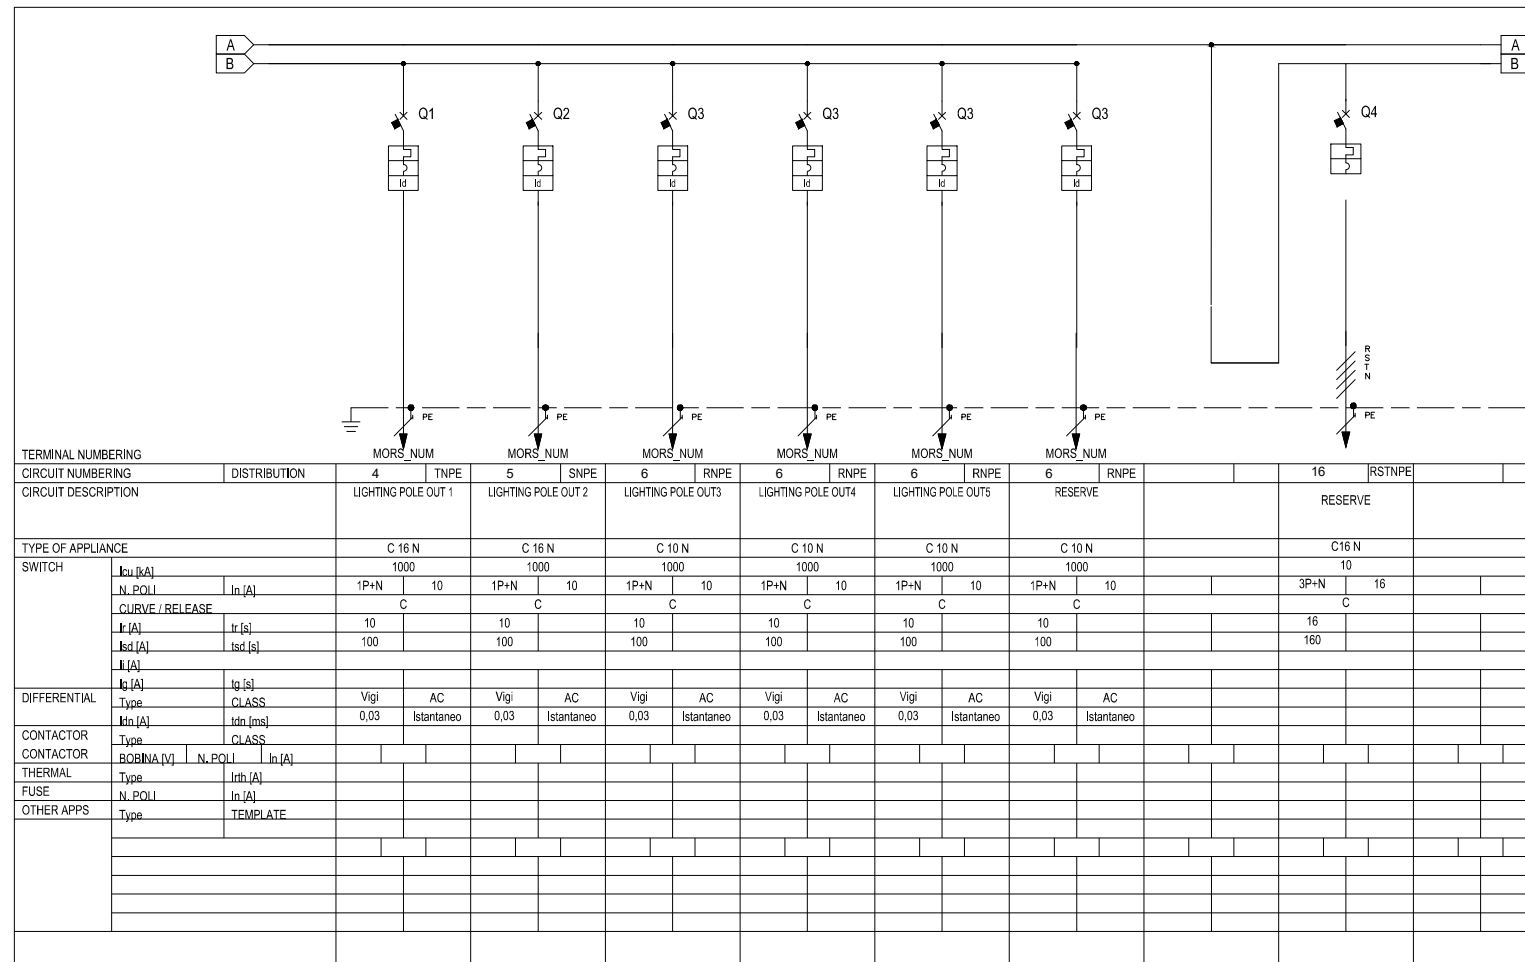 A A
B B
Q1 Q2 Q3 Q3 Q3 Q3 Q4
Id Id Id Id Id Id
R
S
T
N
PE PE PE PE PE PE PE
TERMINAL NUMBERING MORS_NUM MORS_NUM MORS_NUM MORS_NUM MORS_NUM MORS_NUM
CIRCUIT NUMBERING DISTRIBUTION 4 TNPE 5 SNPE 6 RNPE 6 RNPE 6 RNPE 6 RNPE 16 RSTNPE
CIRCUIT DESCRIPTION LIGHTING POLE OUT 1 LIGHTING POLE OUT 2 LIGHTING POLE OUT3 LIGHTING POLE OUT4 LIGHTING POLE OUT5 RESERVE RESERVE
TYPE OF APPLIANCE C 16 N C 16 N C 10 N C 10 N C 10 N C 10 N C16 N
SWITCH Icu [kA] 1000 1000 1000 1000 1000 1000 10
N. POLI In [A] 1P+N 10 1P+N 10 1P+N 10 1P+N 10 1P+N 10 1P+N 10 3P+N 16
CURVE / RELEASE C C C C C C C
Ir [A] tr [s] 10 10 10 10 10 10 16
Isd [A] tsd [s] 100 100 100 100 100 100 160
Ii [A]
Ig [A] tg [s]
DIFFERENTIAL Type CLASS Vigi AC Vigi AC Vigi AC Vigi AC Vigi AC Vigi AC
Idn [A] tdn [ms] 0,03 Istantaneo 0,03 Istantaneo 0,03 Istantaneo 0,03 Istantaneo 0,03 Istantaneo 0,03 Istantaneo
CONTACTOR Type CLASS
CONTACTOR BOBINA [V] N. POLI In [A]
THERMAL Type Irth [A]
FUSE N. POLI In [A]
OTHER APPS Type TEMPLATE